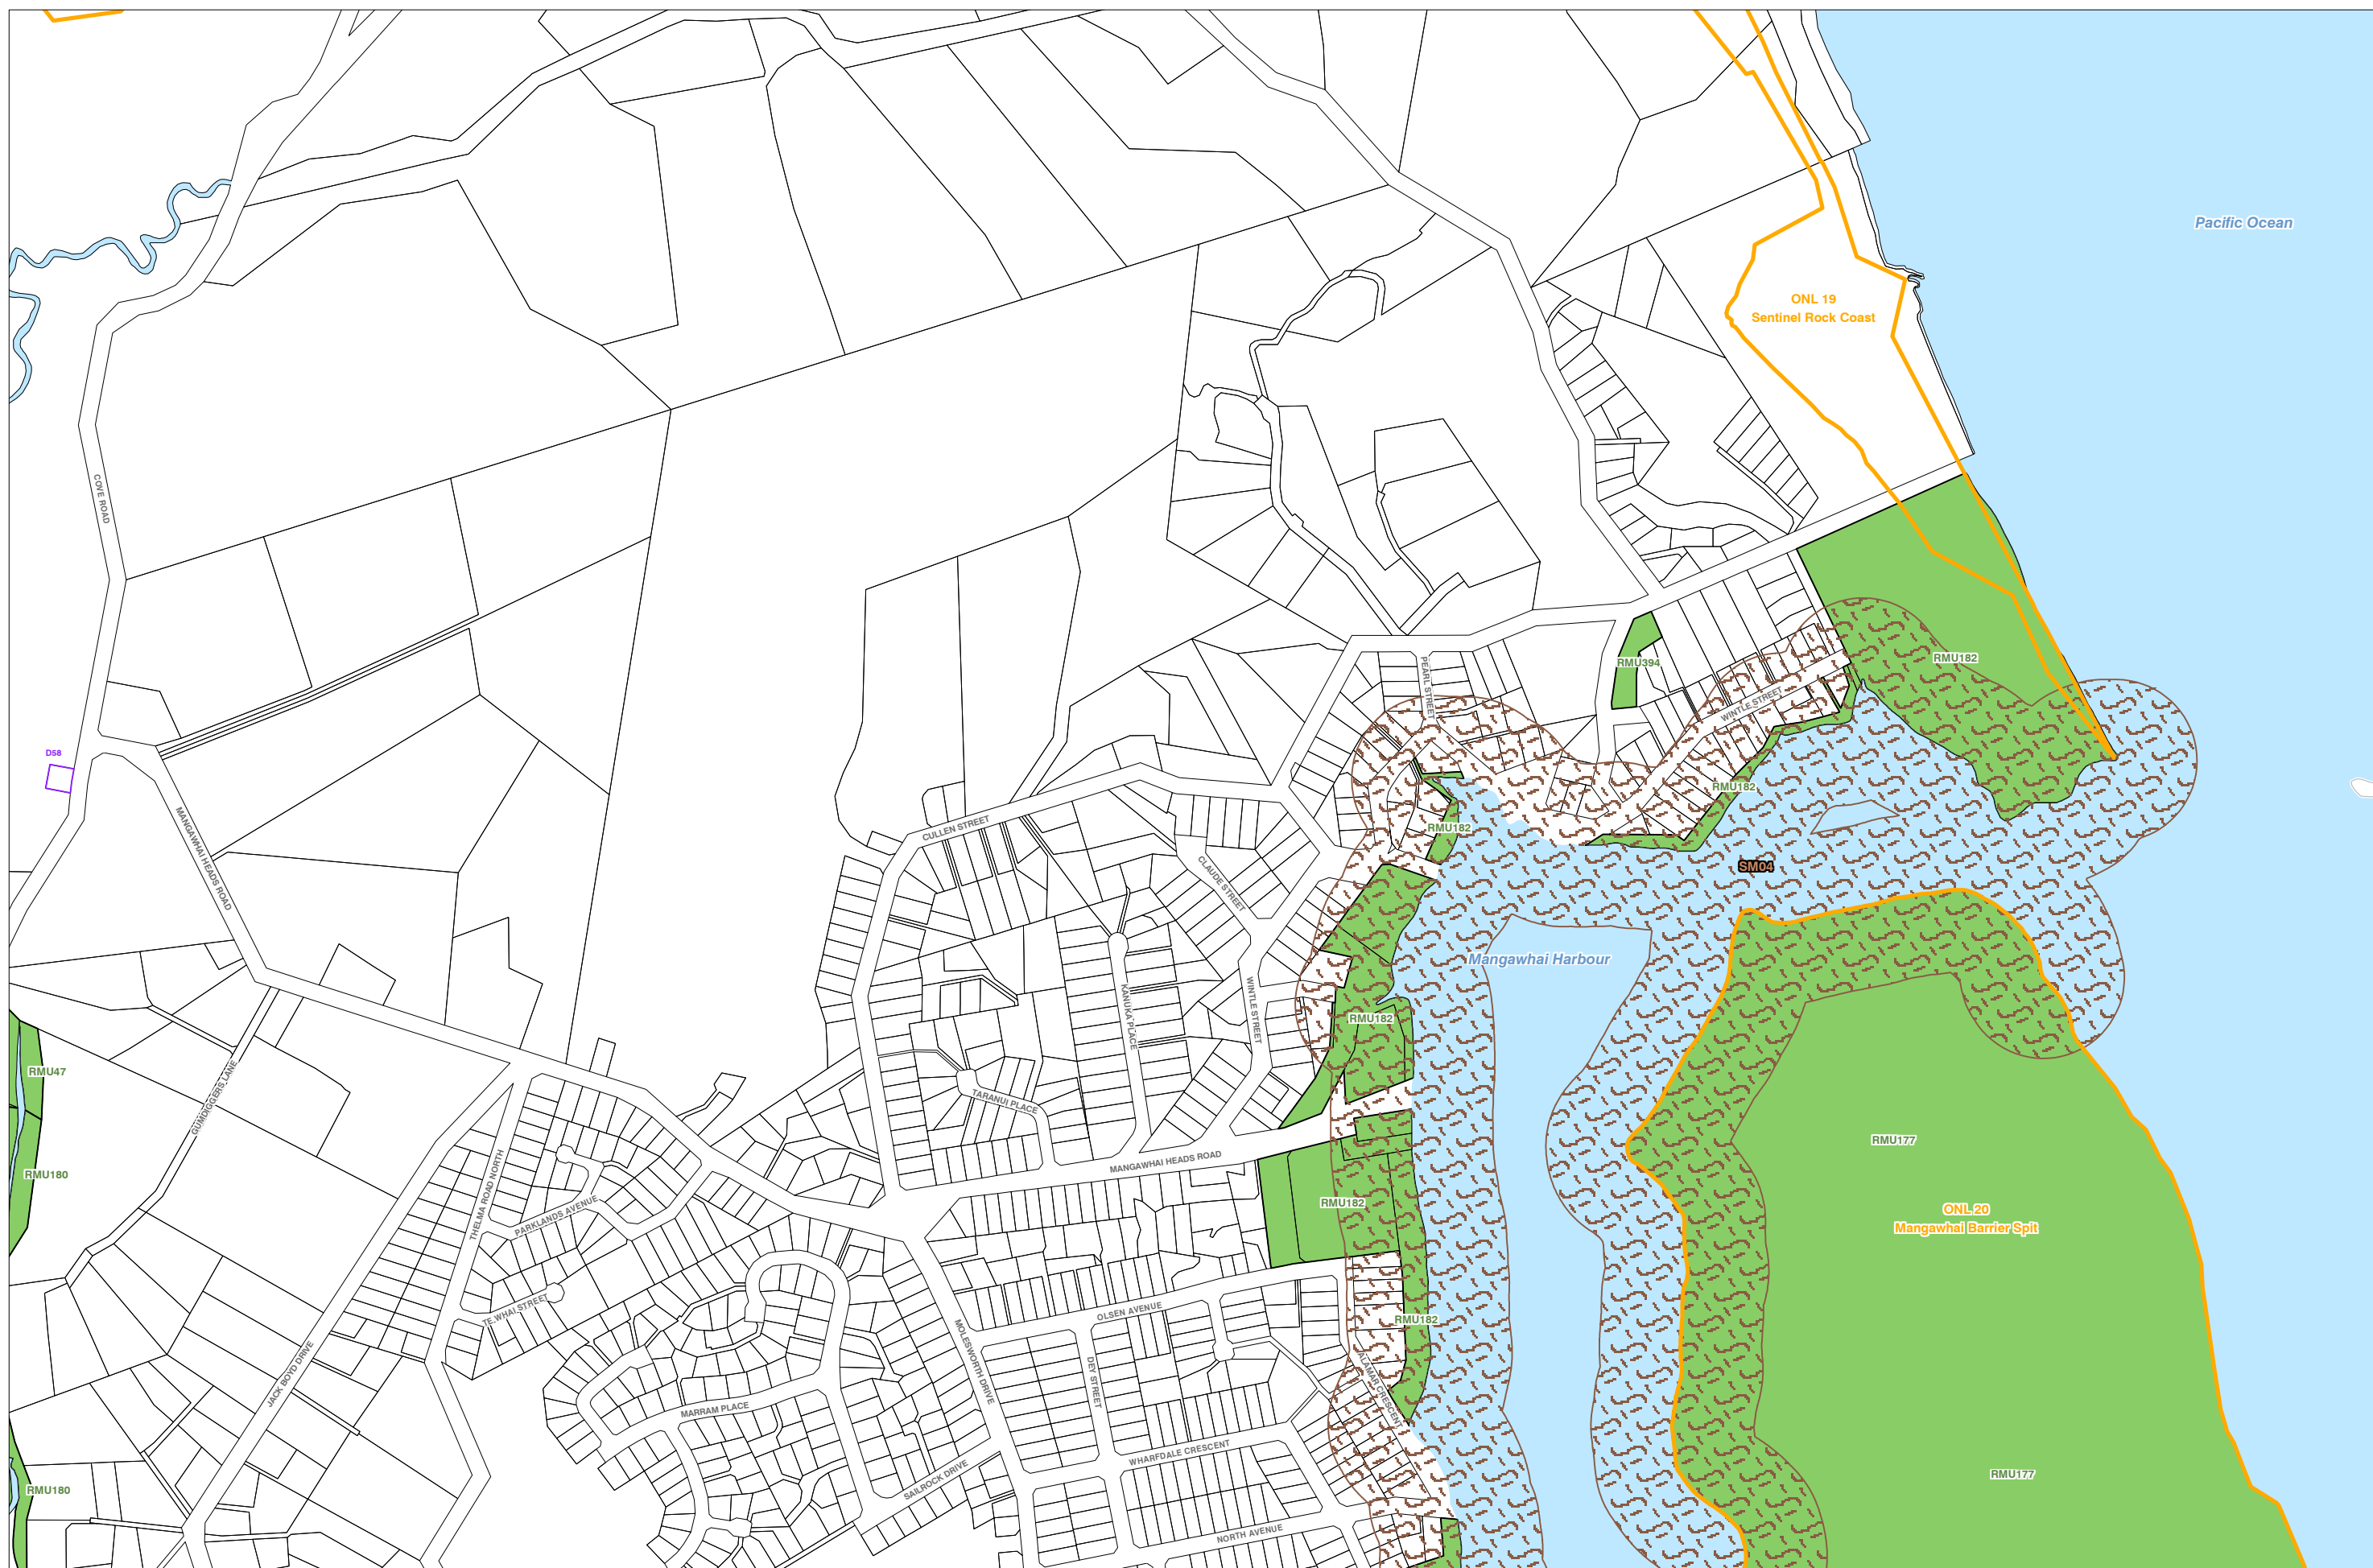 Pacific Ocean
ONL 19
Sentinel Rock Coast
COVE ROAD
RMU394
RMU182
PEARL STREET
WINTLE STREET
D58
RMU182
MANGAWHAI HEADS ROAD
CULLEN STREET
RMU182
CLAUDE STREET
SM04
Mangawhai Harbour
WINTLE STREET
KANUKA PLACE
RMU182
RMU47
GUMDIGGERS LANE
TARANUI PLACE
RMU177
MANGAWHAI HEADS ROAD
RMU180
THELMA ROAD NORTH
PARKLANDS AVENUE
RMU182
ONL 20
Mangawhai Barrier Spit
TE WHAI STREET
OLSEN AVENUE
RMU182
MOLESWORTH DRIVE
JACK BOYD DRIVE
DEY STREET
ALAMAR CRESCENT
MARRAM PLACE
WHARFDALE CRESCENT
SAILROCK DRIVE
RMU177
RMU180
NORTH AVENUE